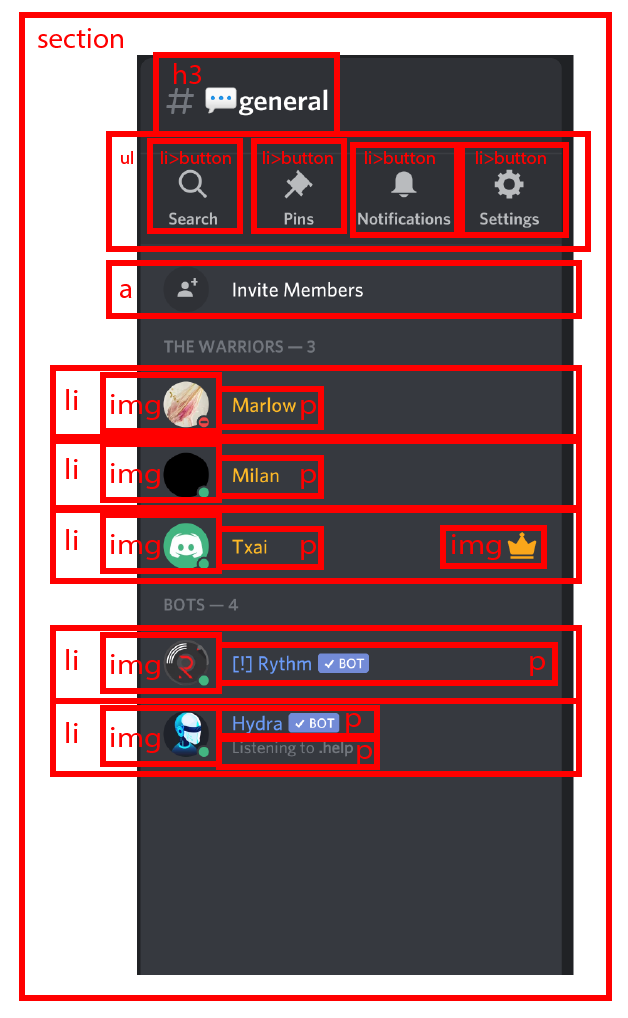 section
h3
# general
ul
li>button
li>button
li>button
li>button
Search
Pins
Notifications
Settings
a
Invite Members
THE WARRIORS — 3
li
img
Marlow
p
li
img
Milan
p
li
img
Txai
p
img
BOTS — 4
li
img
[!] Rythm
✓ BOT
p
li
img
Hydra
✓ BOT
p
Listening to .help
p